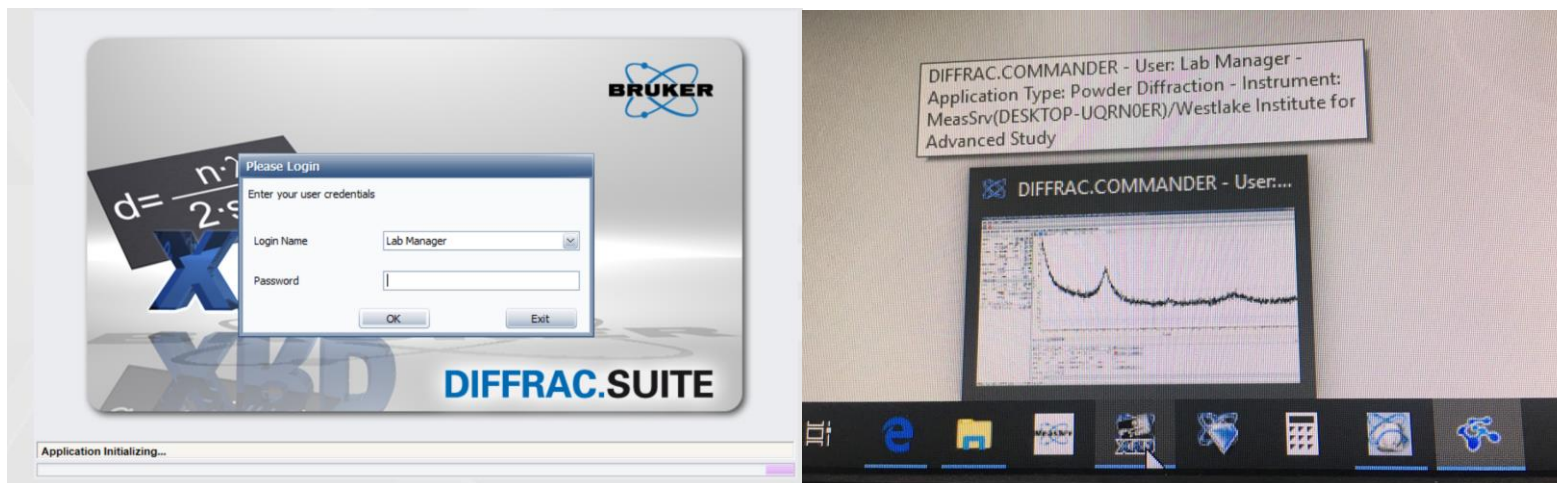 BRUKER
d= n·λ
2·s
Please Login
Enter your user credentials
Login Name
Lab Manager
Password
OK
Exit
DIFFRAC.SUITE
Application Initializing...
DIFFRAC.COMMANDER - User: Lab Manager -
Application Type: Powder Diffraction - Instrument:
MeasSrv(DESKTOP-UQRN0ER)/Westlake Institute for
Advanced Study
DIFFRAC.COMMANDER - User:...